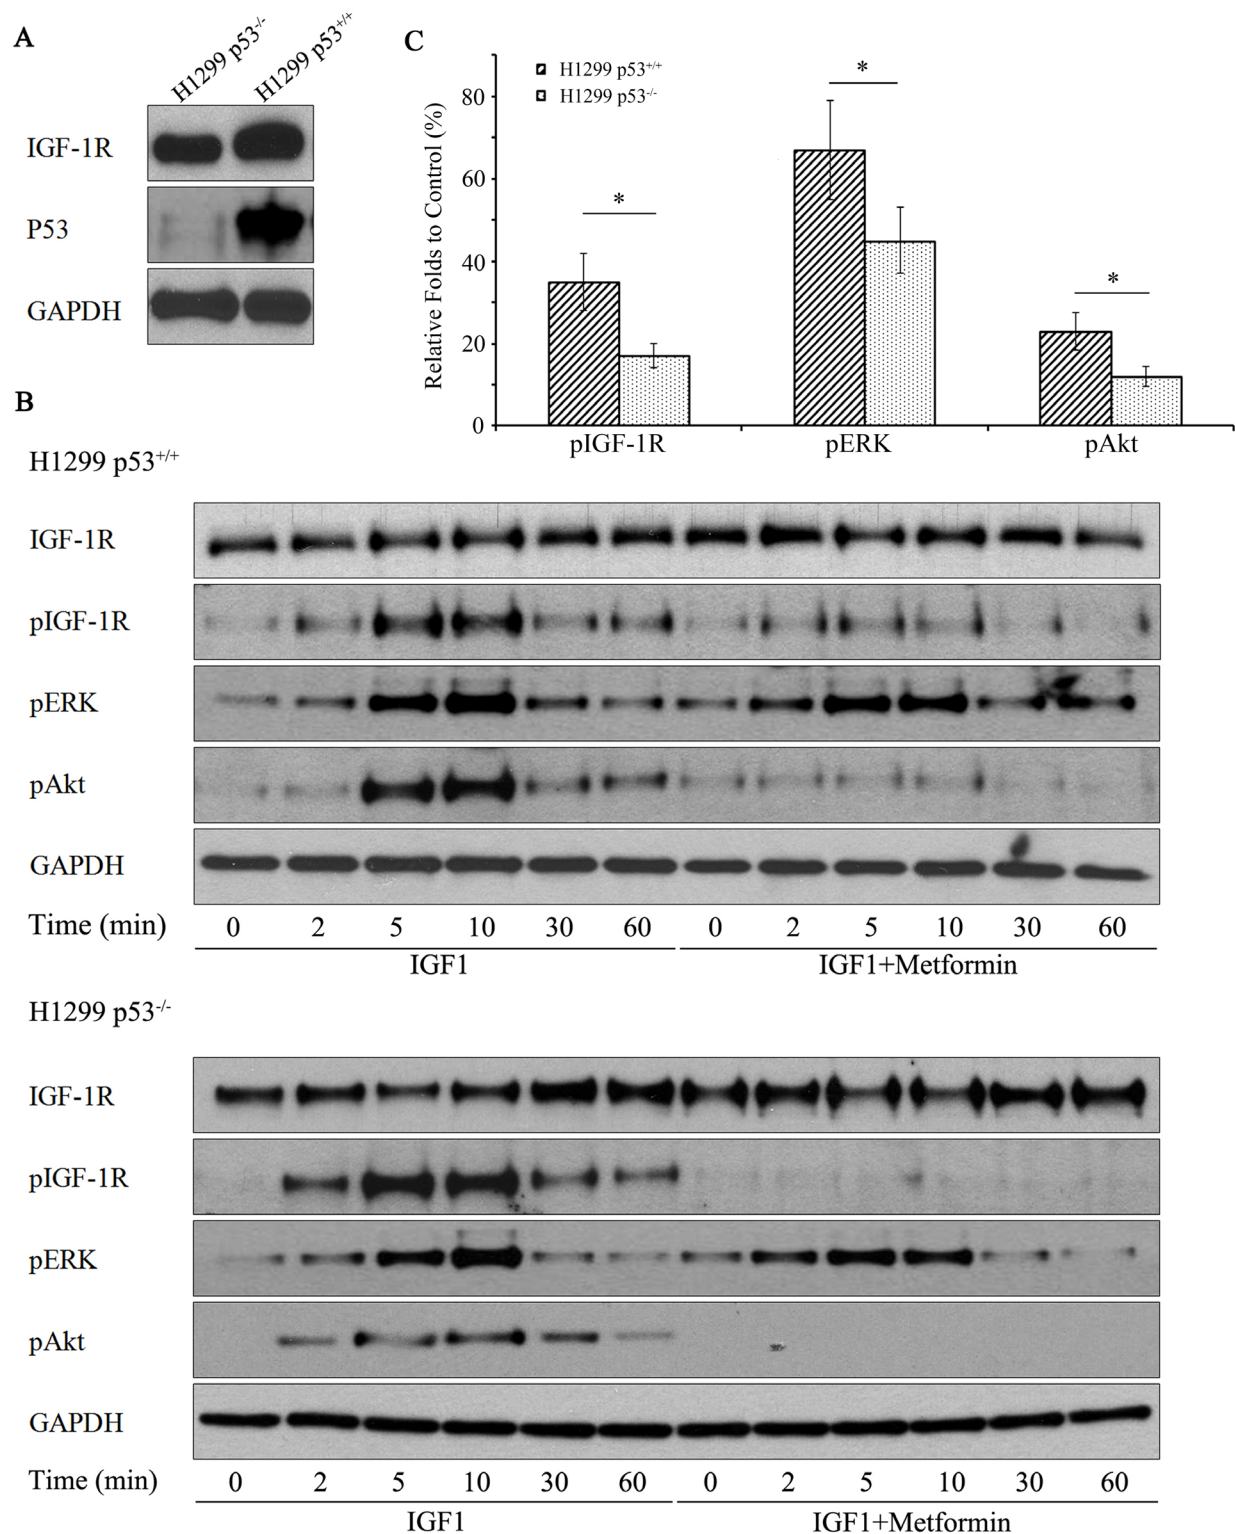 A
H1299 p53-/-
H1299 p53+/+
IGF-1R
P53
GAPDH
C
Relative Folds to Control (%)
80
60
40
20
0
H1299 p53+/+
H1299 p53-/-
*
*
*
pIGF-1R pERK pAkt
B
H1299 p53+/+
IGF-1R
pIGF-1R
pERK
pAkt
GAPDH
Time (min) 0 2 5 10 30 60 0 2 5 10 30 60
IGF1 IGF1+Metformin
H1299 p53-/-
IGF-1R
pIGF-1R
pERK
pAkt
GAPDH
Time (min) 0 2 5 10 30 60 0 2 5 10 30 60
IGF1 IGF1+Metformin